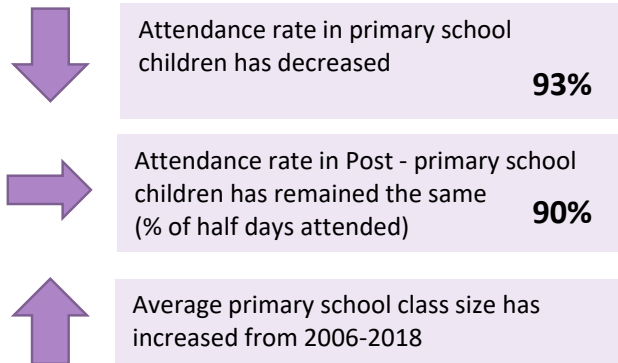 Attendance rate in primary school
children has decreased
93%
Attendance rate in Post - primary school
children has remained the same
(% of half days attended)
90%
Average primary school class size has
increased from 2006-2018